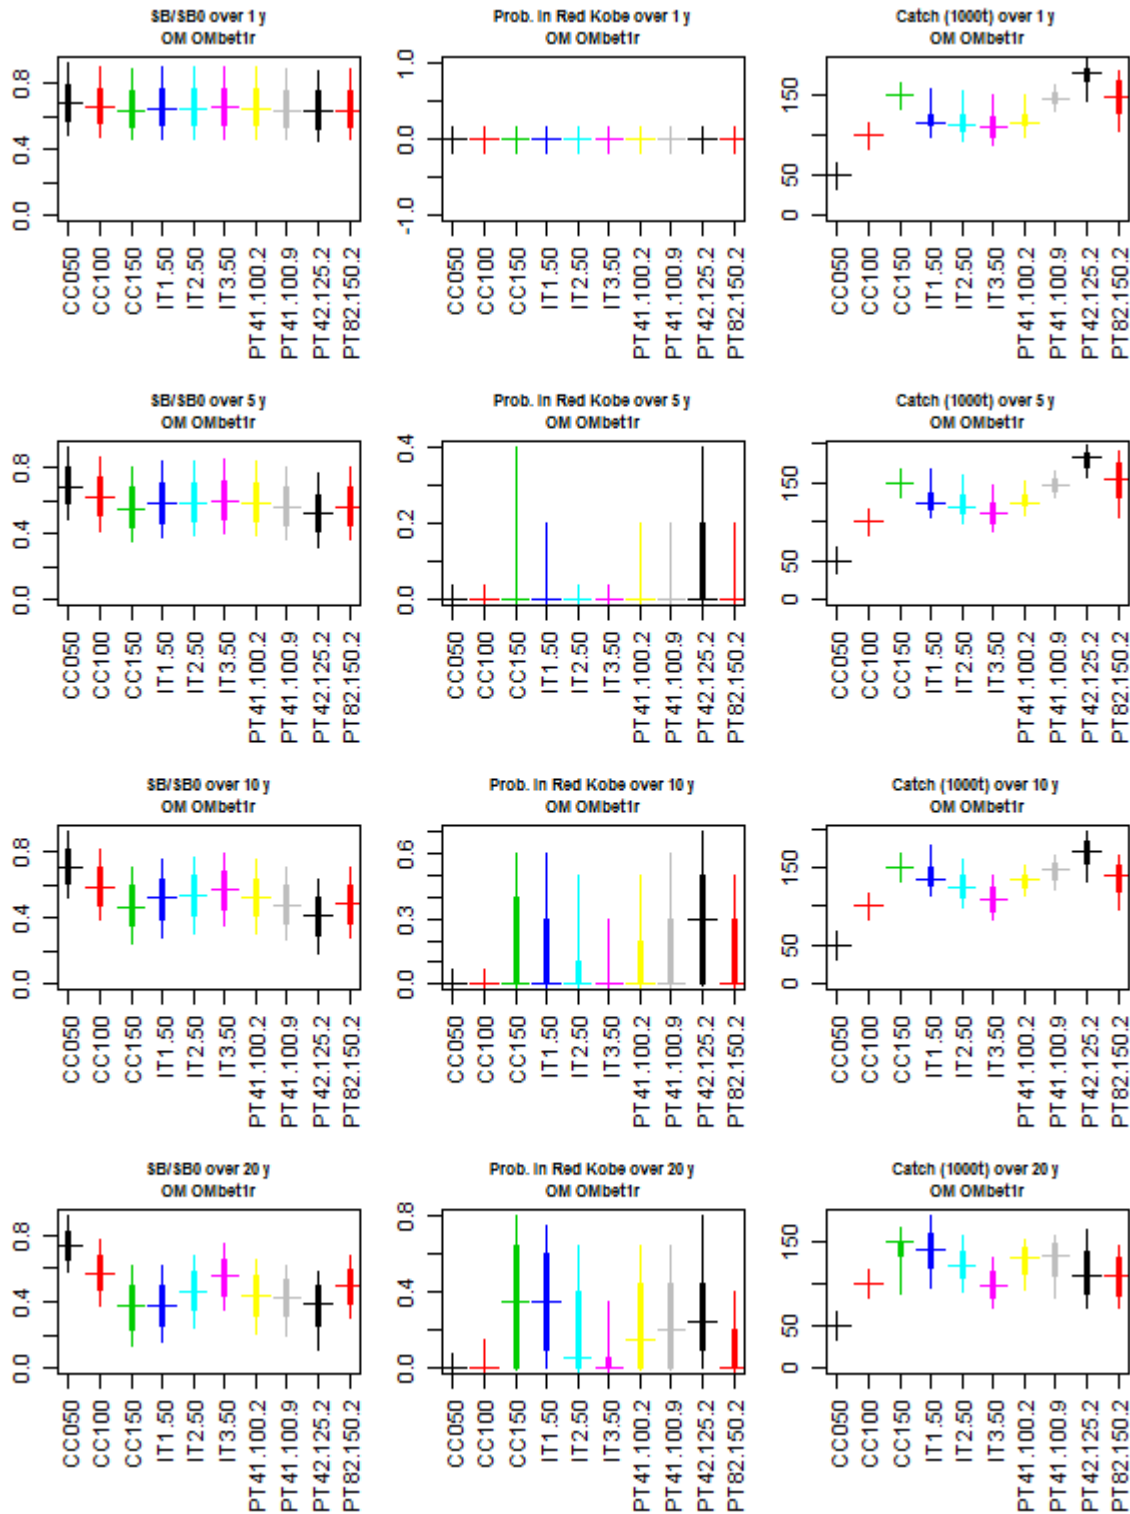 SB/SB0 over 1 y
OM OMbet1r
0.8
0.4
0.0
CC050
CC100
CC150
IT1.50
IT2.50
IT3.50
PT41.100.2
PT41.100.9
PT42.125.2
PT82.150.2
Prob. in Red Kobe over 1 y
OM OMbet1r
1.0
0.0
-1.0
CC050
CC100
CC150
IT1.50
IT2.50
IT3.50
PT41.100.2
PT41.100.9
PT42.125.2
PT82.150.2
Catch (1000t) over 1 y
OM OMbet1r
150
50
0
CC050
CC100
CC150
IT1.50
IT2.50
IT3.50
PT41.100.2
PT41.100.9
PT42.125.2
PT82.150.2
SB/SB0 over 5 y
OM OMbet1r
0.8
0.4
0.0
CC050
CC100
CC150
IT1.50
IT2.50
IT3.50
PT41.100.2
PT41.100.9
PT42.125.2
PT82.150.2
Prob. in Red Kobe over 5 y
OM OMbet1r
0.4
0.2
0.0
CC050
CC100
CC150
IT1.50
IT2.50
IT3.50
PT41.100.2
PT41.100.9
PT42.125.2
PT82.150.2
Catch (1000t) over 5 y
OM OMbet1r
150
50
0
CC050
CC100
CC150
IT1.50
IT2.50
IT3.50
PT41.100.2
PT41.100.9
PT42.125.2
PT82.150.2
SB/SB0 over 10 y
OM OMbet1r
0.8
0.4
0.0
CC050
CC100
CC150
IT1.50
IT2.50
IT3.50
PT41.100.2
PT41.100.9
PT42.125.2
PT82.150.2
Prob. in Red Kobe over 10 y
OM OMbet1r
0.6
0.3
0.0
CC050
CC100
CC150
IT1.50
IT2.50
IT3.50
PT41.100.2
PT41.100.9
PT42.125.2
PT82.150.2
Catch (1000t) over 10 y
OM OMbet1r
150
50
0
CC050
CC100
CC150
IT1.50
IT2.50
IT3.50
PT41.100.2
PT41.100.9
PT42.125.2
PT82.150.2
SB/SB0 over 20 y
OM OMbet1r
0.8
0.4
0.0
CC050
CC100
CC150
IT1.50
IT2.50
IT3.50
PT41.100.2
PT41.100.9
PT42.125.2
PT82.150.2
Prob. in Red Kobe over 20 y
OM OMbet1r
0.8
0.4
0.0
CC050
CC100
CC150
IT1.50
IT2.50
IT3.50
PT41.100.2
PT41.100.9
PT42.125.2
PT82.150.2
Catch (1000t) over 20 y
OM OMbet1r
150
50
0
CC050
CC100
CC150
IT1.50
IT2.50
IT3.50
PT41.100.2
PT41.100.9
PT42.125.2
PT82.150.2